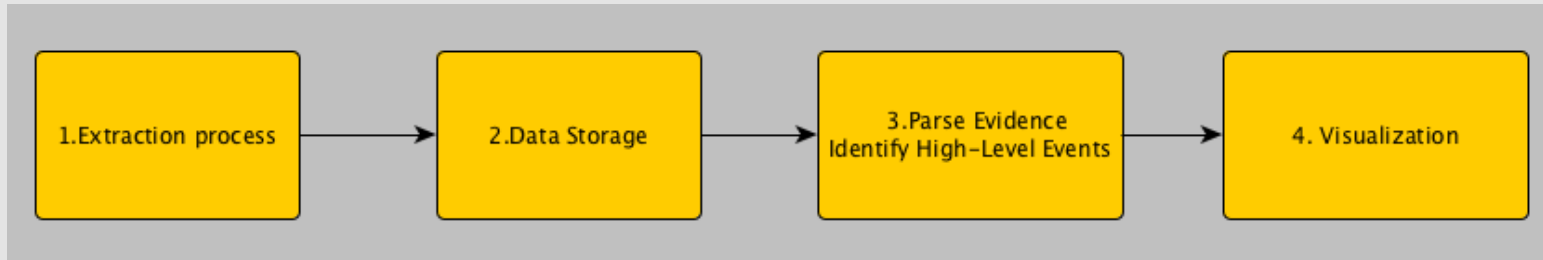 1.Extraction process
2.Data Storage
3.Parse Evidence
Identify High-Level Events
4. Visualization